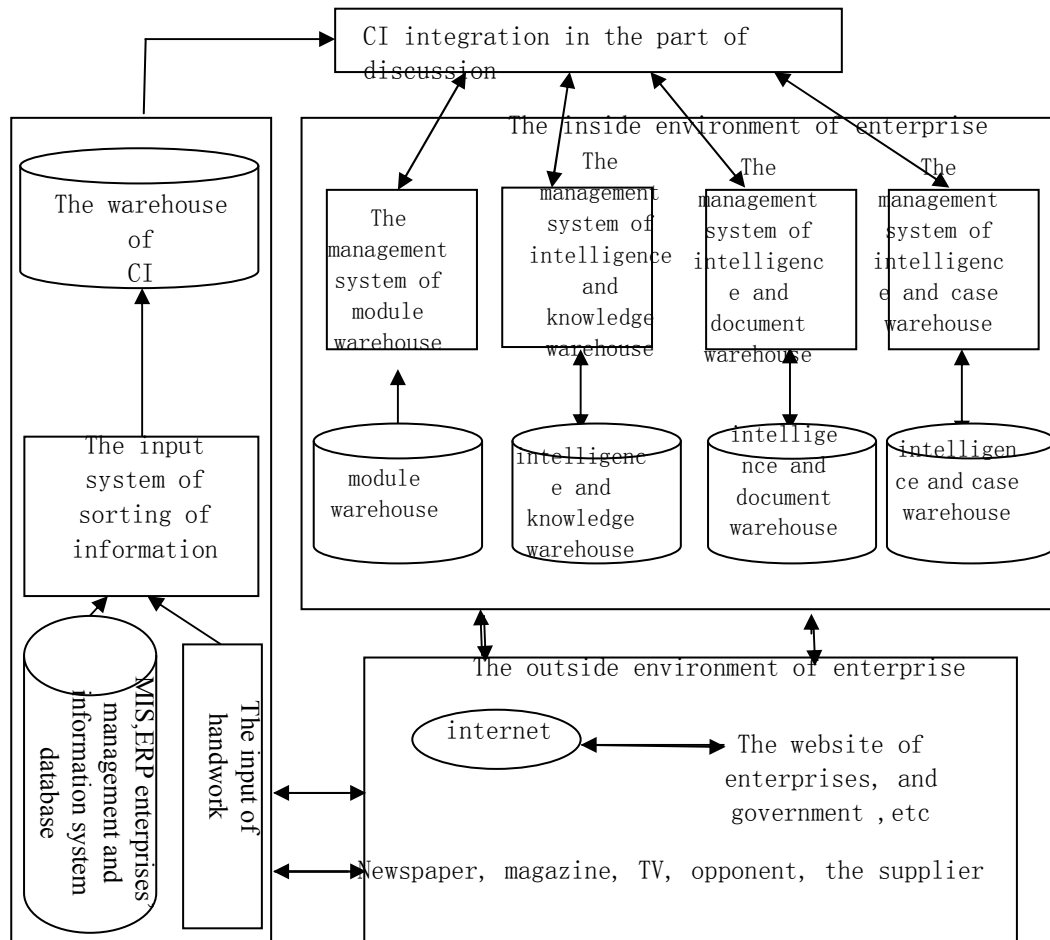 CI integration in the part of
discussion
The inside environment of enterprise
The warehouse
of
CI
The
management
system of
module
warehouse
The
management
system of
intelligence
and
knowledge
warehouse
The
management
system of
intelligenc
e and
document
warehouse
The
management
system of
intelligenc
e and case
warehouse
The input
system of
sorting of
information
module
warehouse
intelligenc
e and
knowledge
warehouse
intellige
nce and
document
warehouse
intelligen
ce and case
warehouse
MIS,ERP enterprises’
management and
information system
database
The input of
handwork
The outside environment of enterprise
internet
The website of
enterprises, and
government ,etc
Newspaper, magazine, TV, opponent, the supplier